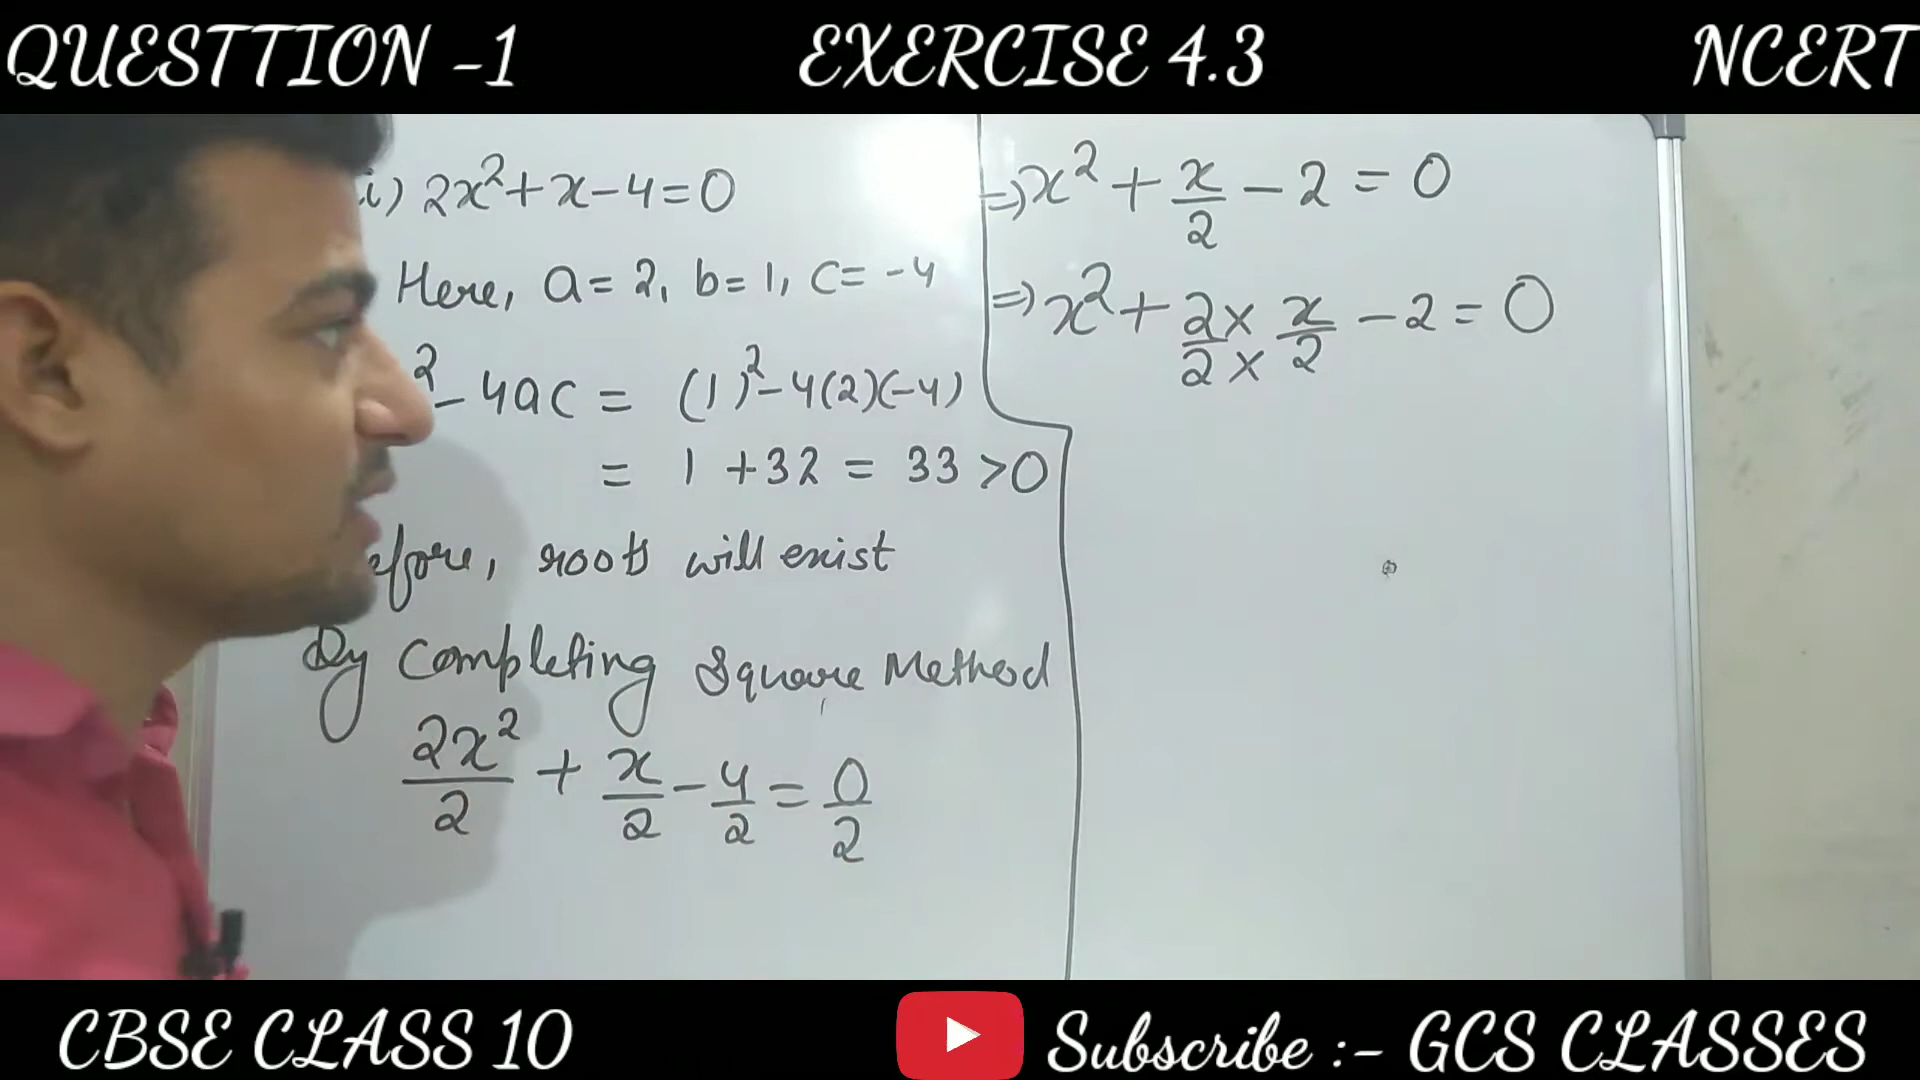 QUESTTION -1 EXERCISE 4.3 NCERT
i) 2x²+x-4=0
Here, a=2, b=1, c=-4
²-4ac = (1)²-4(2)(-4)
= 1+32 = 33 >0
efore, roots will exist
By Completing Square Method
2x²/2 + x/2 - 4/2 = 0/2
⇒x² + x/2 - 2 = 0
⇒x² + 2/2 × x/2 × - 2 = 0
CBSE CLASS 10 Subscribe :- GCS CLASSES